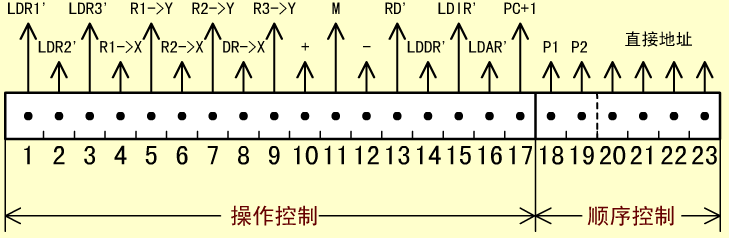 LDR1' LDR3' R1->Y R2->Y R3->Y M RD' LDIR' PC+1
LDR2' R1->X R2->X DR->X + - LDDR' LDAR' P1 P2 直接地址
1 2 3 4 5 6 7 8 9 10 11 12 13 14 15 16 17 18 19 20 21 22 23
操作控制 顺序控制